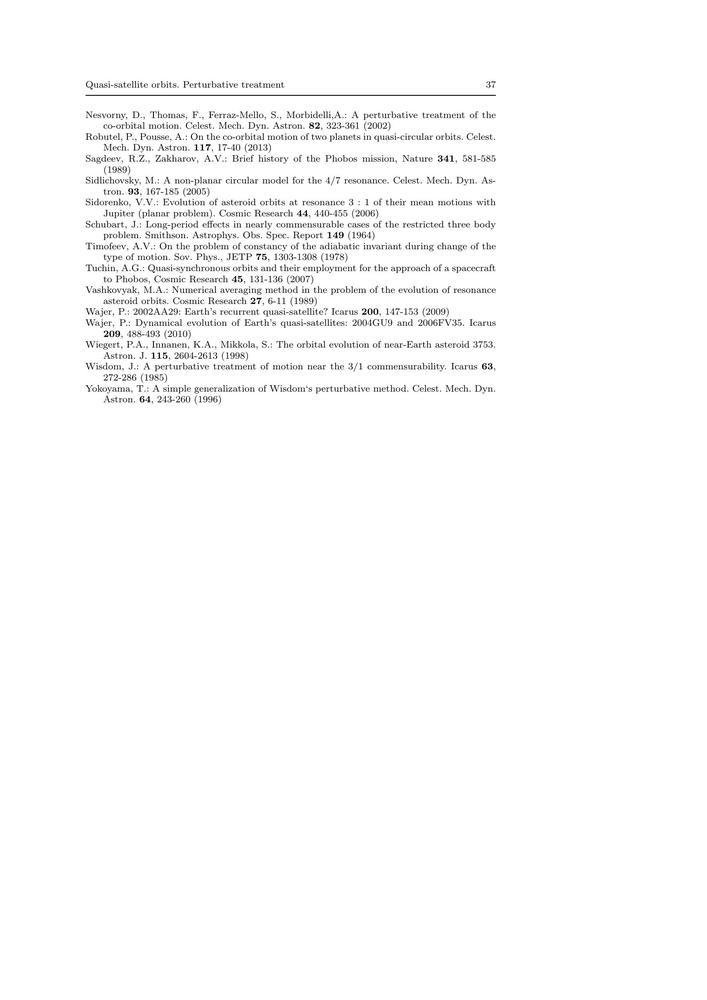 Quasi-satellite orbits. Perturbative treatment 37
Nesvorny, D., Thomas, F., Ferraz-Mello, S., Morbidelli,A.: A perturbative treatment of the
co-orbital motion. Celest. Mech. Dyn. Astron. 82, 323-361 (2002)
Robutel, P., Pousse, A.: On the co-orbital motion of two planets in quasi-circular orbits. Celest.
Mech. Dyn. Astron. 117, 17-40 (2013)
Sagdeev, R.Z., Zakharov, A.V.: Brief history of the Phobos mission, Nature 341, 581-585
(1989)
Sidlichovsky, M.: A non-planar circular model for the 4/7 resonance. Celest. Mech. Dyn. As-
tron. 93, 167-185 (2005)
Sidorenko, V.V.: Evolution of asteroid orbits at resonance 3 : 1 of their mean motions with
Jupiter (planar problem). Cosmic Research 44, 440-455 (2006)
Schubart, J.: Long-period effects in nearly commensurable cases of the restricted three body
problem. Smithson. Astrophys. Obs. Spec. Report 149 (1964)
Timofeev, A.V.: On the problem of constancy of the adiabatic invariant during change of the
type of motion. Sov. Phys., JETP 75, 1303-1308 (1978)
Tuchin, A.G.: Quasi-synchronous orbits and their employment for the approach of a spacecraft
to Phobos, Cosmic Research 45, 131-136 (2007)
Vashkovyak, M.A.: Numerical averaging method in the problem of the evolution of resonance
asteroid orbits. Cosmic Research 27, 6-11 (1989)
Wajer, P.: 2002AA29: Earth's recurrent quasi-satellite? Icarus 200, 147-153 (2009)
Wajer, P.: Dynamical evolution of Earth's quasi-satellites: 2004GU9 and 2006FV35. Icarus
209, 488-493 (2010)
Wiegert, P.A., Innanen, K.A., Mikkola, S.: The orbital evolution of near-Earth asteroid 3753.
Astron. J. 115, 2604-2613 (1998)
Wisdom, J.: A perturbative treatment of motion near the 3/1 commensurability. Icarus 63,
272-286 (1985)
Yokoyama, T.: A simple generalization of Wisdom‘s perturbative method. Celest. Mech. Dyn.
Astron. 64, 243-260 (1996)